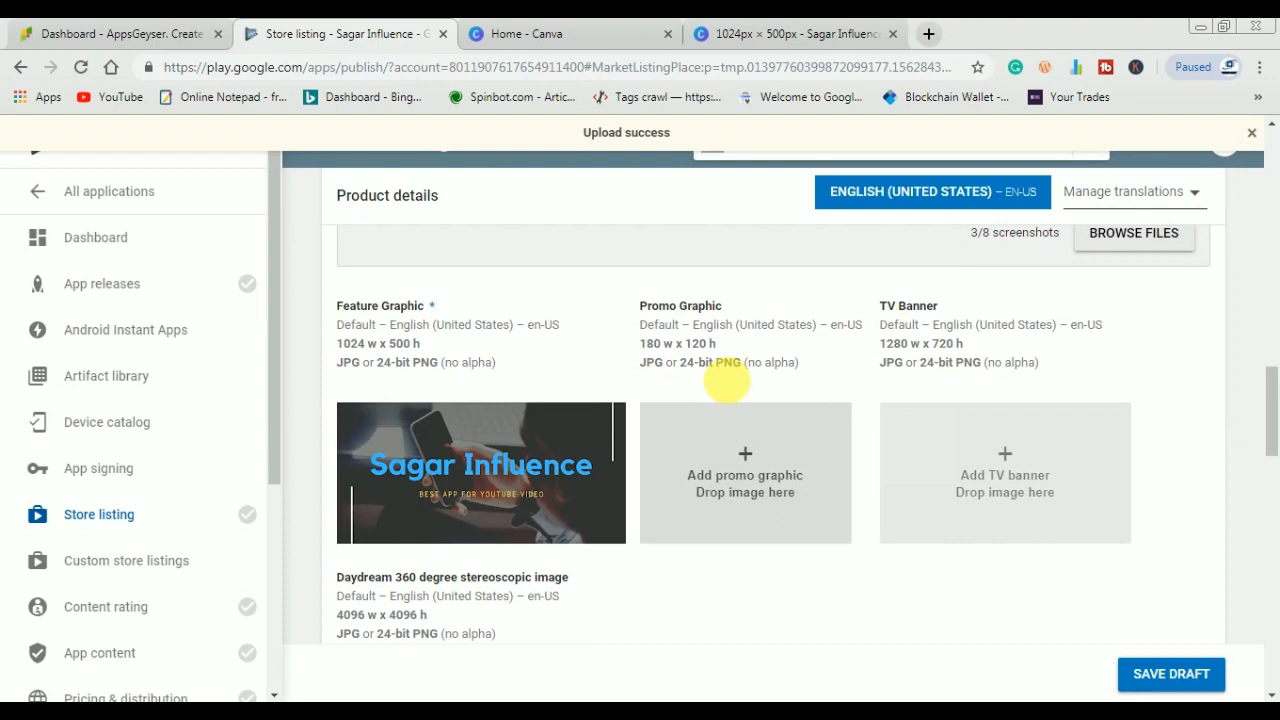 Dashboard - AppsGeyser. Create
Store listing - Sagar Influence - G
Home - Canva
1024px × 500px - Sagar Influence
https://play.google.com/apps/publish/?account=8011907617654911400#MarketListingPlace:p=tmp.01397760399872099177.1562843...
Paused
Apps
YouTube
Online Notepad - fr...
Dashboard - Bing...
Spinbot.com - Artic...
Tags crawl — https:...
Welcome to Googl...
Blockchain Wallet -...
Your Trades
»
Upload success
All applications
Dashboard
App releases
Android Instant Apps
Artifact library
Device catalog
App signing
Store listing
Custom store listings
Content rating
App content
Pricing & distribution
Product details
ENGLISH (UNITED STATES) – EN-US
Manage translations
3/8 screenshots
BROWSE FILES
Feature Graphic *
Default – English (United States) – en-US
1024 w x 500 h
JPG or 24-bit PNG (no alpha)
Promo Graphic
Default – English (United States) – en-US
180 w x 120 h
JPG or 24-bit PNG (no alpha)
TV Banner
Default – English (United States) – en-US
1280 w x 720 h
JPG or 24-bit PNG (no alpha)
Sagar Influence
BEST APP FOR YOUTUBE VIDEO
Add promo graphic
Drop image here
Add TV banner
Drop image here
Daydream 360 degree stereoscopic image
Default – English (United States) – en-US
4096 w x 4096 h
JPG or 24-bit PNG (no alpha)
SAVE DRAFT